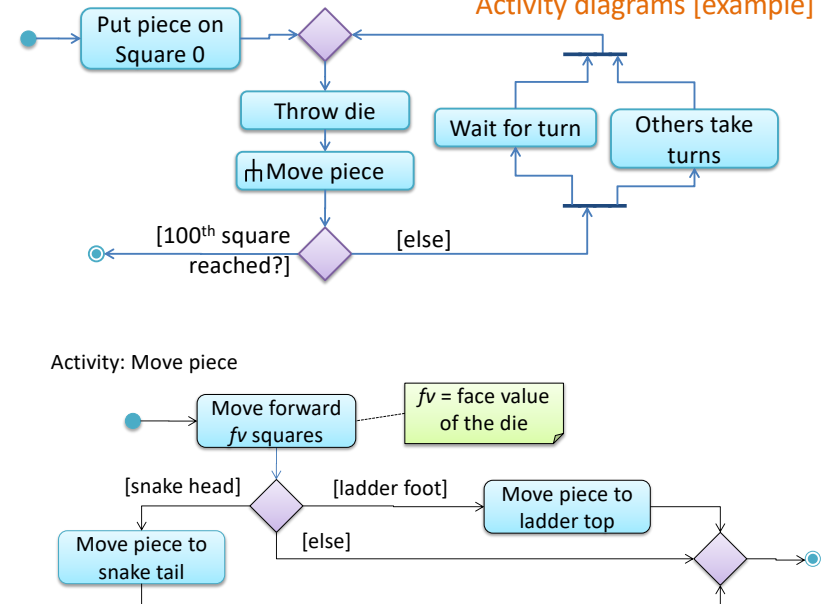 Activity diagrams [example]
Put piece on
Square 0
Throw die
Move piece
Wait for turn
Others take
turns
[100th square
reached?]
[else]
Activity: Move piece
Move forward
fv squares
fv = face value
of the die
[snake head]
[ladder foot]
Move piece to
ladder top
[else]
Move piece to
snake tail